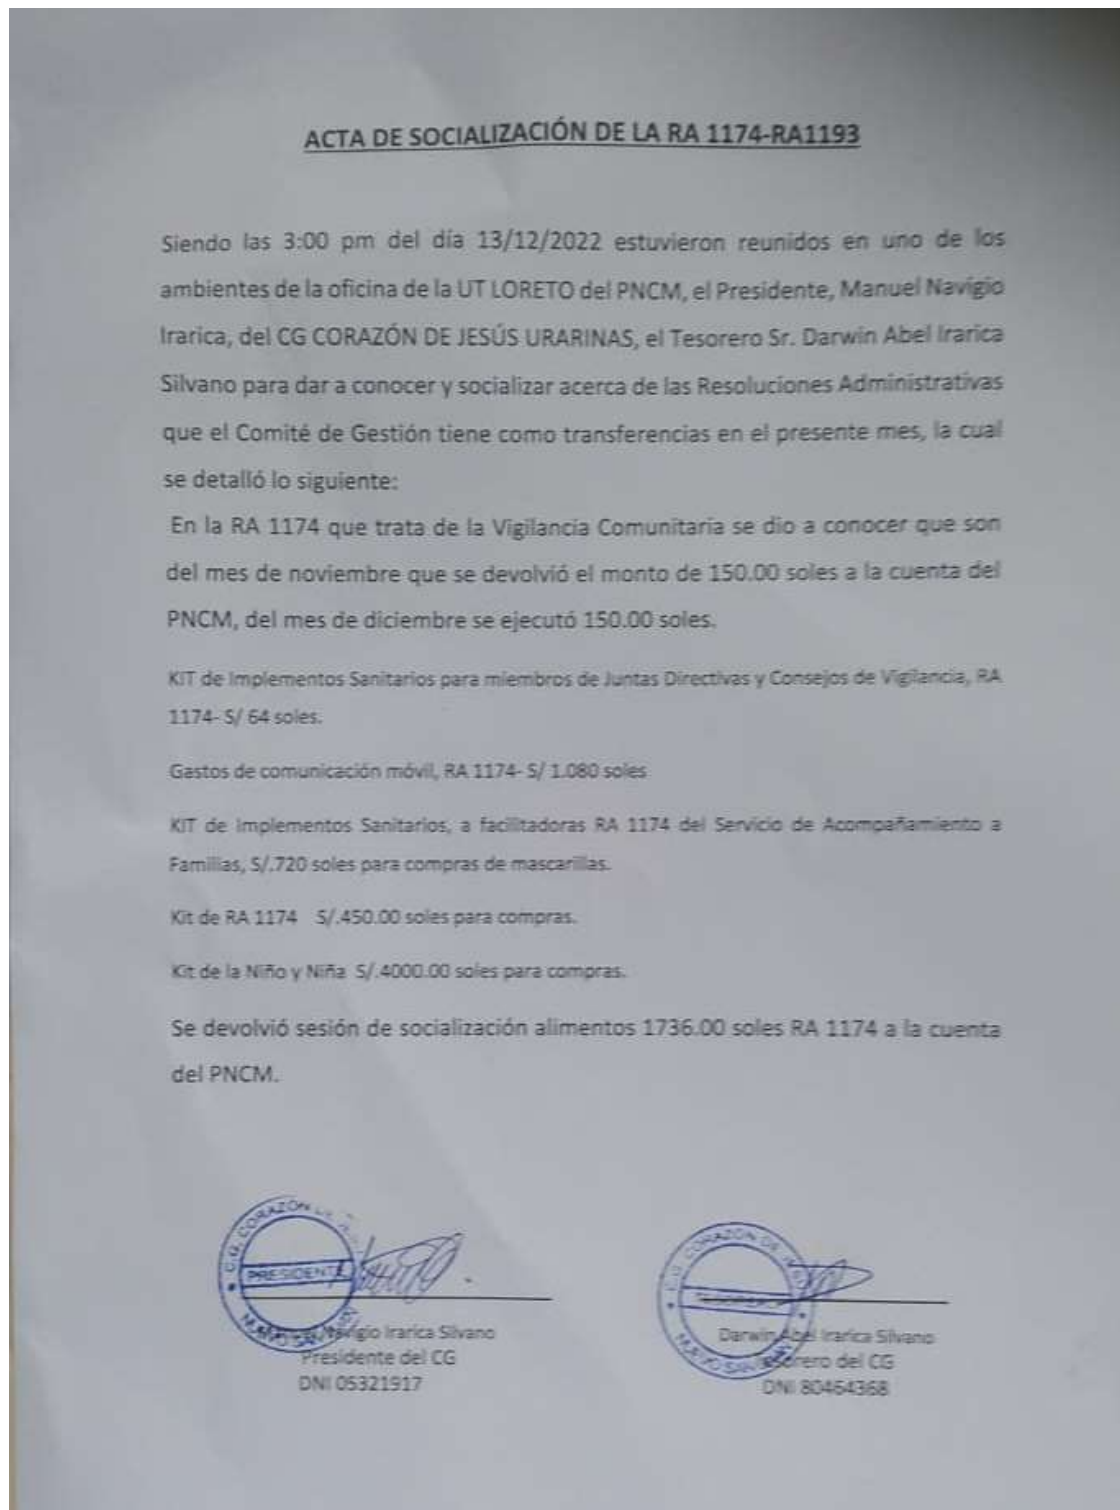 ACTA DE SOCIALIZACIÓN DE LA RA 1174-RA1193
Siendo las 3:00 pm del día 13/12/2022 estuvieron reunidos en uno de los
ambientes de la oficina de la UT LORETO del PNCM, el Presidente, Manuel Navigio
Irarica, del CG CORAZÓN DE JESÚS URARINAS, el Tesorero Sr. Darwin Abel Irarica
Silvano para dar a conocer y socializar acerca de las Resoluciones Administrativas
que el Comité de Gestión tiene como transferencias en el presente mes, la cual
se detalló lo siguiente:
En la RA 1174 que trata de la Vigilancia Comunitaria se dio a conocer que son
del mes de noviembre que se devolvió el monto de 150.00 soles a la cuenta del
PNCM, del mes de diciembre se ejecutó 150.00 soles.
KIT de Implementos Sanitarios para miembros de Juntas Directivas y Consejos de Vigilancia, RA
1174- S/ 64 soles.
Gastos de comunicación móvil, RA 1174- S/ 1.080 soles
KIT de Implementos Sanitarios, a facilitadoras RA 1174 del Servicio de Acompañamiento a
Familias, S/.720 soles para compras de mascarillas.
Kit de RA 1174 S/.450.00 soles para compras.
Kit de la Niño y Niña S/.4000.00 soles para compras.
Se devolvió sesión de socialización alimentos 1736.00 soles RA 1174 a la cuenta
del PNCM.
C.G. CORAZÓN DE
PRESIDENTE
NUEVO SAN JUAN
Irarica Silvano
Presidente del CG
DNI 05321917
C.G. CORAZON DE
NUEVO SAN JUAN
Darwin Abel Irarica Silvano
Tesorero del CG
DNI 80464368